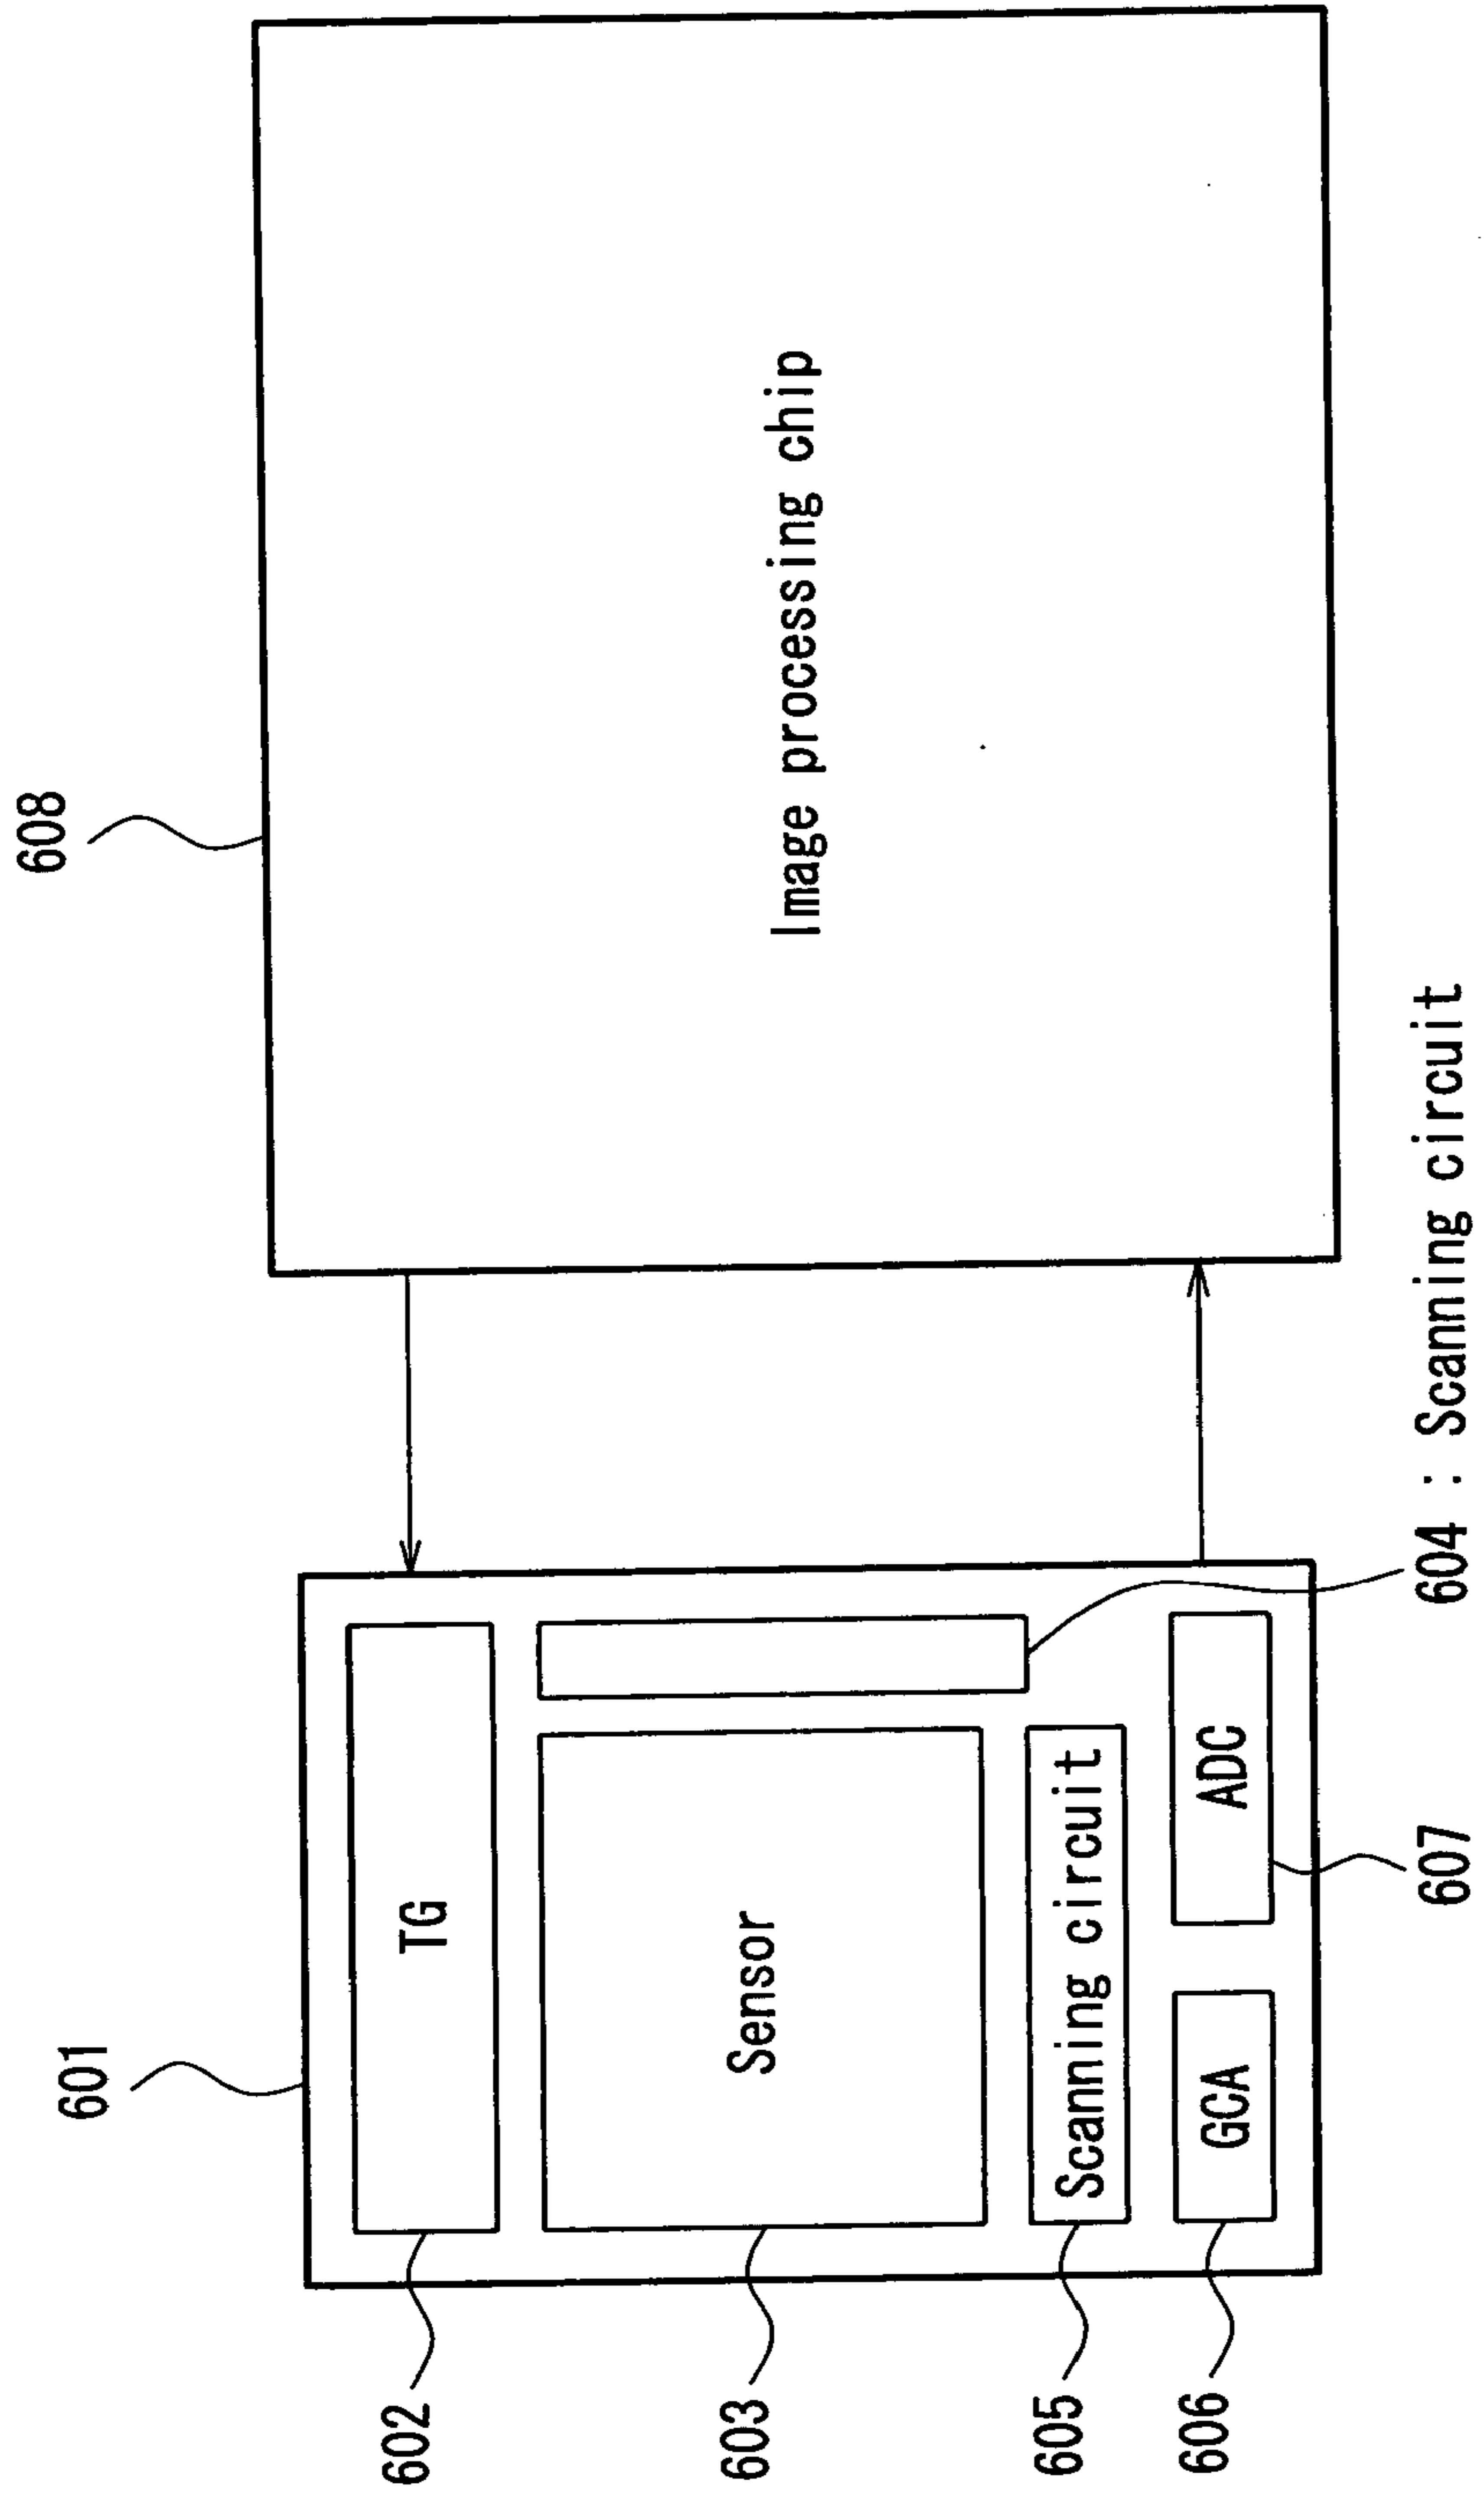 601
608
602
TG
603
Sensor
Image processing chip
605
Scanning circuit
606
GCA
ADC
607
604 : Scanning circuit